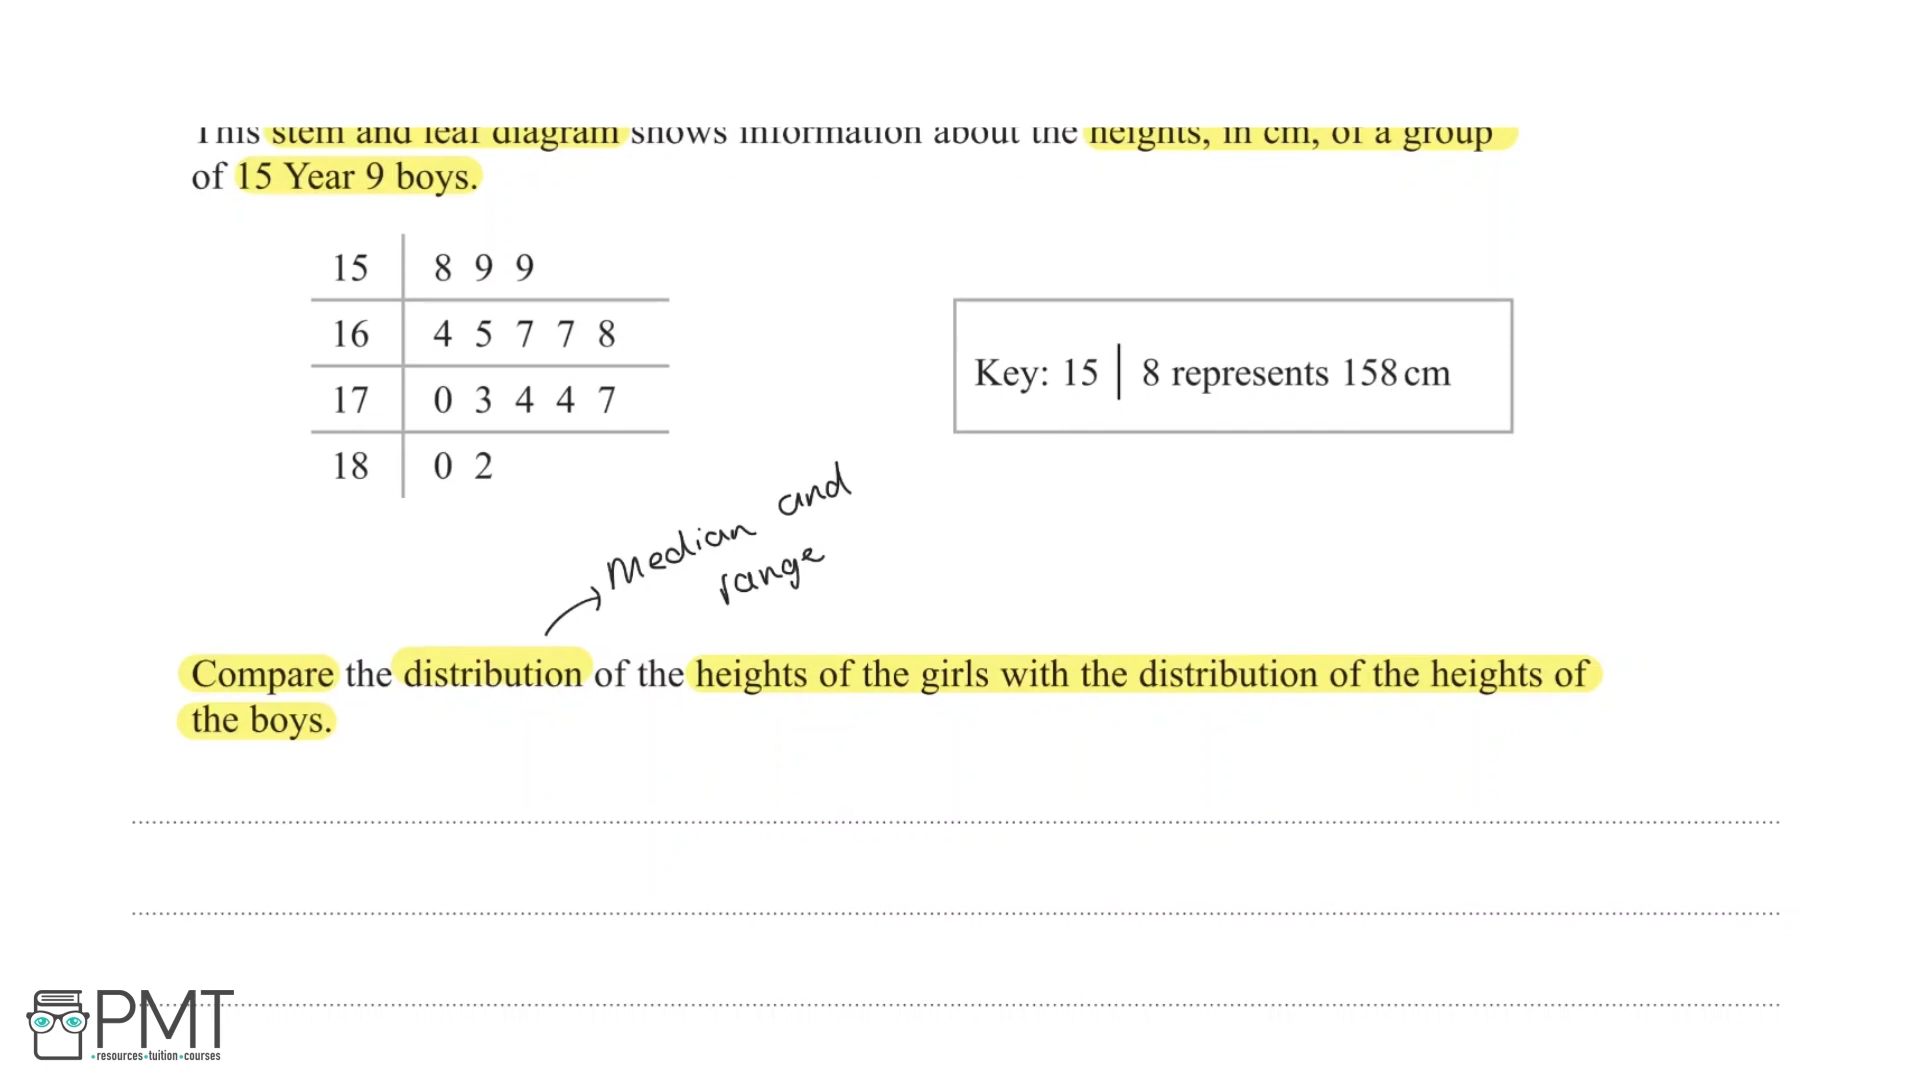 This stem and leaf diagram shows information about the heights, in cm, of a group
of 15 Year 9 boys.
15 | 8 9 9
16 | 4 5 7 7 8
17 | 0 3 4 4 7
18 | 0 2
Key: 15 | 8 represents 158 cm
Median and
range
Compare the distribution of the heights of the girls with the distribution of the heights of
the boys.
PMT
•resources•tuition•courses